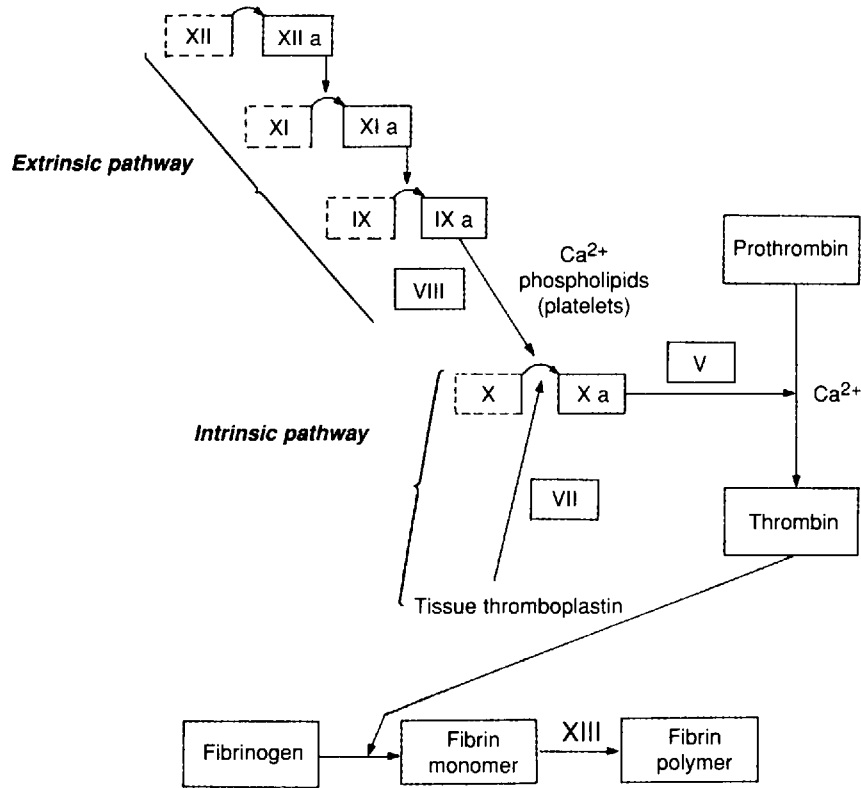 XII
XII a
XI
XI a
Extrinsic pathway
IX
IX a
VIII
Ca2+
phospholipids
(platelets)
Prothrombin
X
X a
V
Ca2+
Intrinsic pathway
VII
Thrombin
Tissue thromboplastin
Fibrinogen
Fibrin
monomer
XIII
Fibrin
polymer